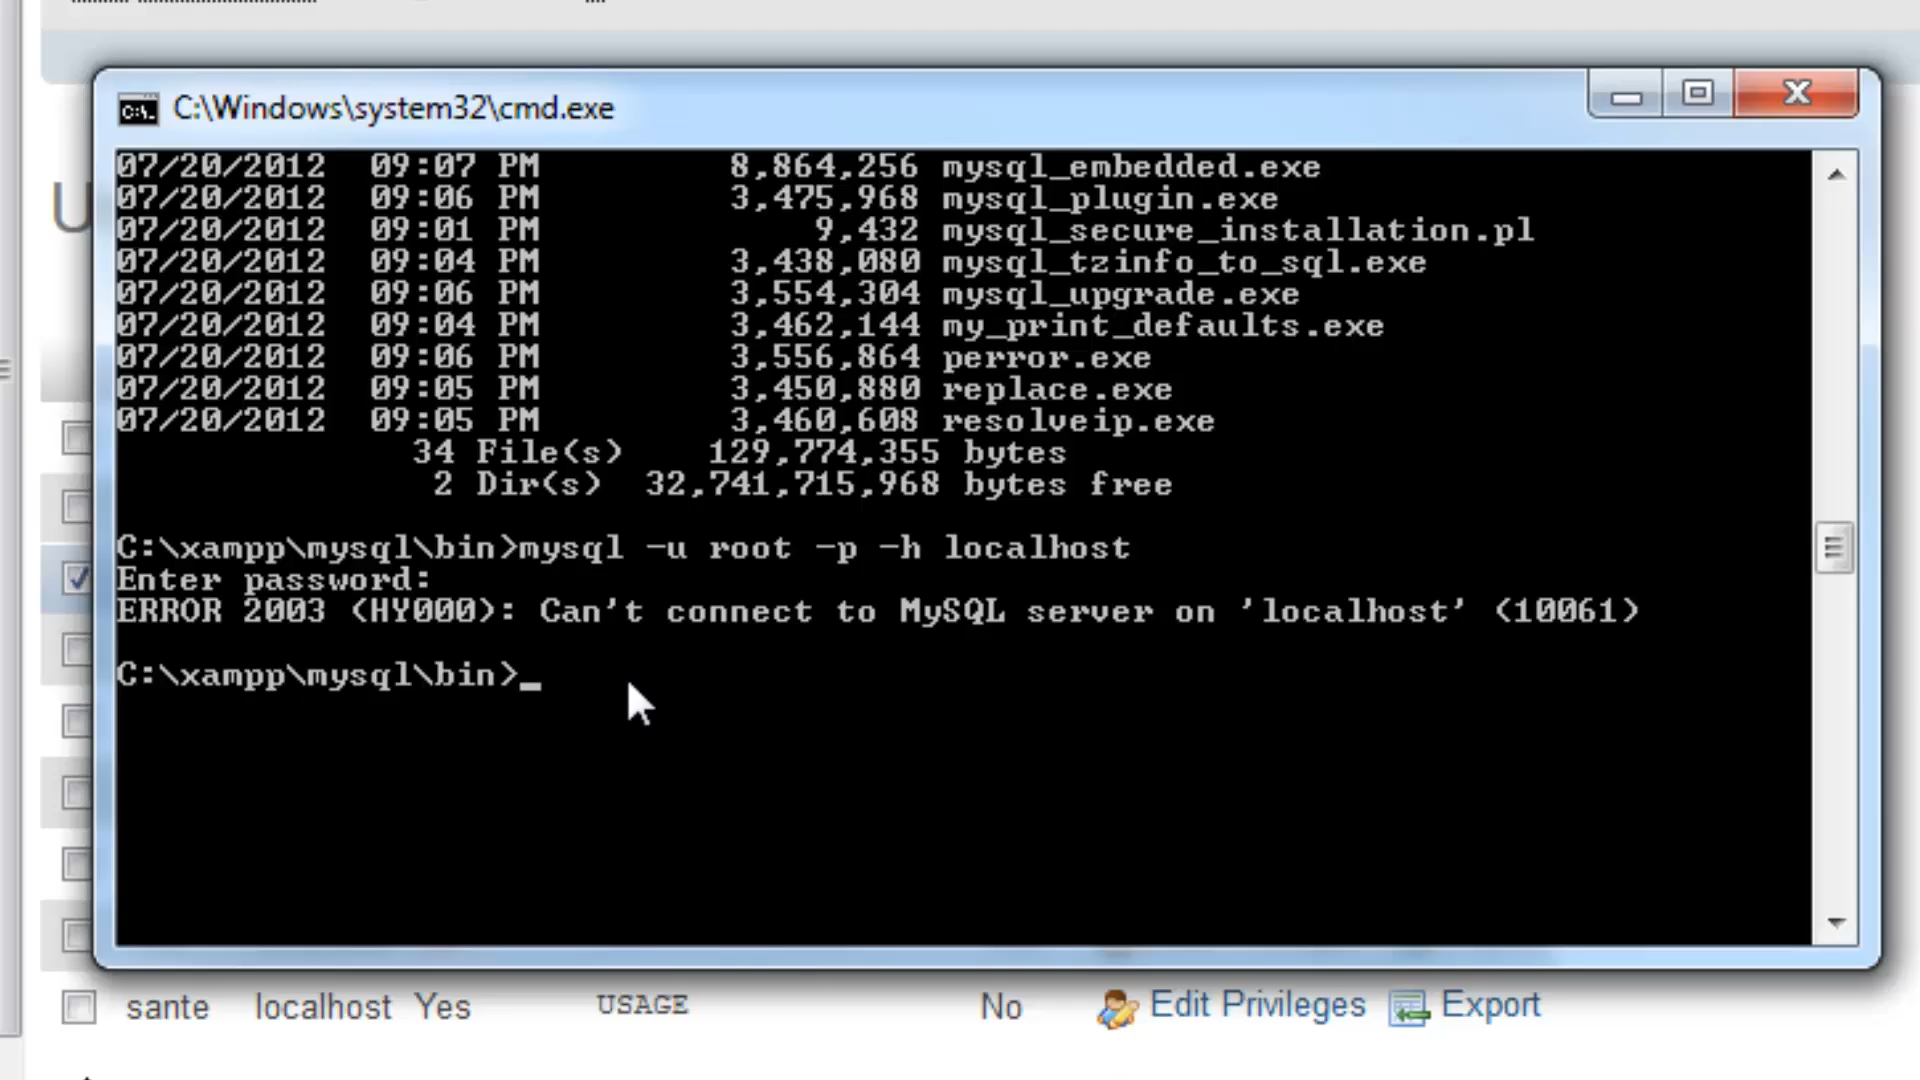 C:\Windows\system32\cmd.exe
07/20/2012  09:07 PM         8,864,256 mysql_embedded.exe
07/20/2012  09:06 PM         3,475,968 mysql_plugin.exe
07/20/2012  09:01 PM             9,432 mysql_secure_installation.pl
07/20/2012  09:04 PM         3,438,080 mysql_tzinfo_to_sql.exe
07/20/2012  09:06 PM         3,554,304 mysql_upgrade.exe
07/20/2012  09:04 PM         3,462,144 my_print_defaults.exe
07/20/2012  09:06 PM         3,556,864 perror.exe
07/20/2012  09:05 PM         3,450,880 replace.exe
07/20/2012  09:05 PM         3,460,608 resolveip.exe
34 File(s)    129,774,355 bytes
2 Dir(s)  32,741,715,968 bytes free
C:\xampp\mysql\bin>mysql -u root -p -h localhost
Enter password:
ERROR 2003 (HY000): Can't connect to MySQL server on 'localhost' (10061)
C:\xampp\mysql\bin>_
sante localhost Yes USAGE No Edit Privileges Export